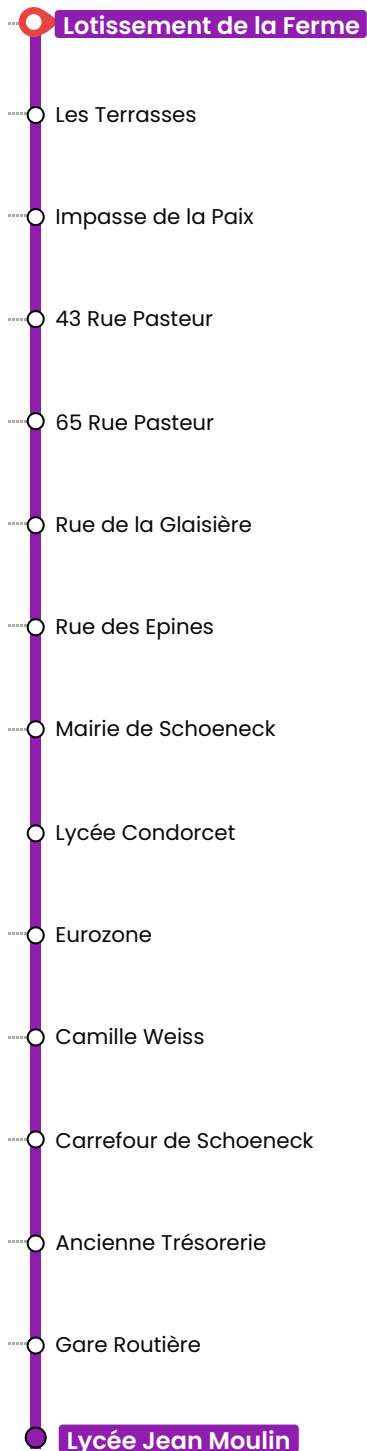 Lotissement de la Ferme
Les Terrasses
Impasse de la Paix
43 Rue Pasteur
65 Rue Pasteur
Rue de la Glaisière
Rue des Epines
Mairie de Schoeneck
Lycée Condorcet
Eurozone
Camille Weiss
Carrefour de Schoeneck
Ancienne Trésorerie
Gare Routière
Lycée Jean Moulin